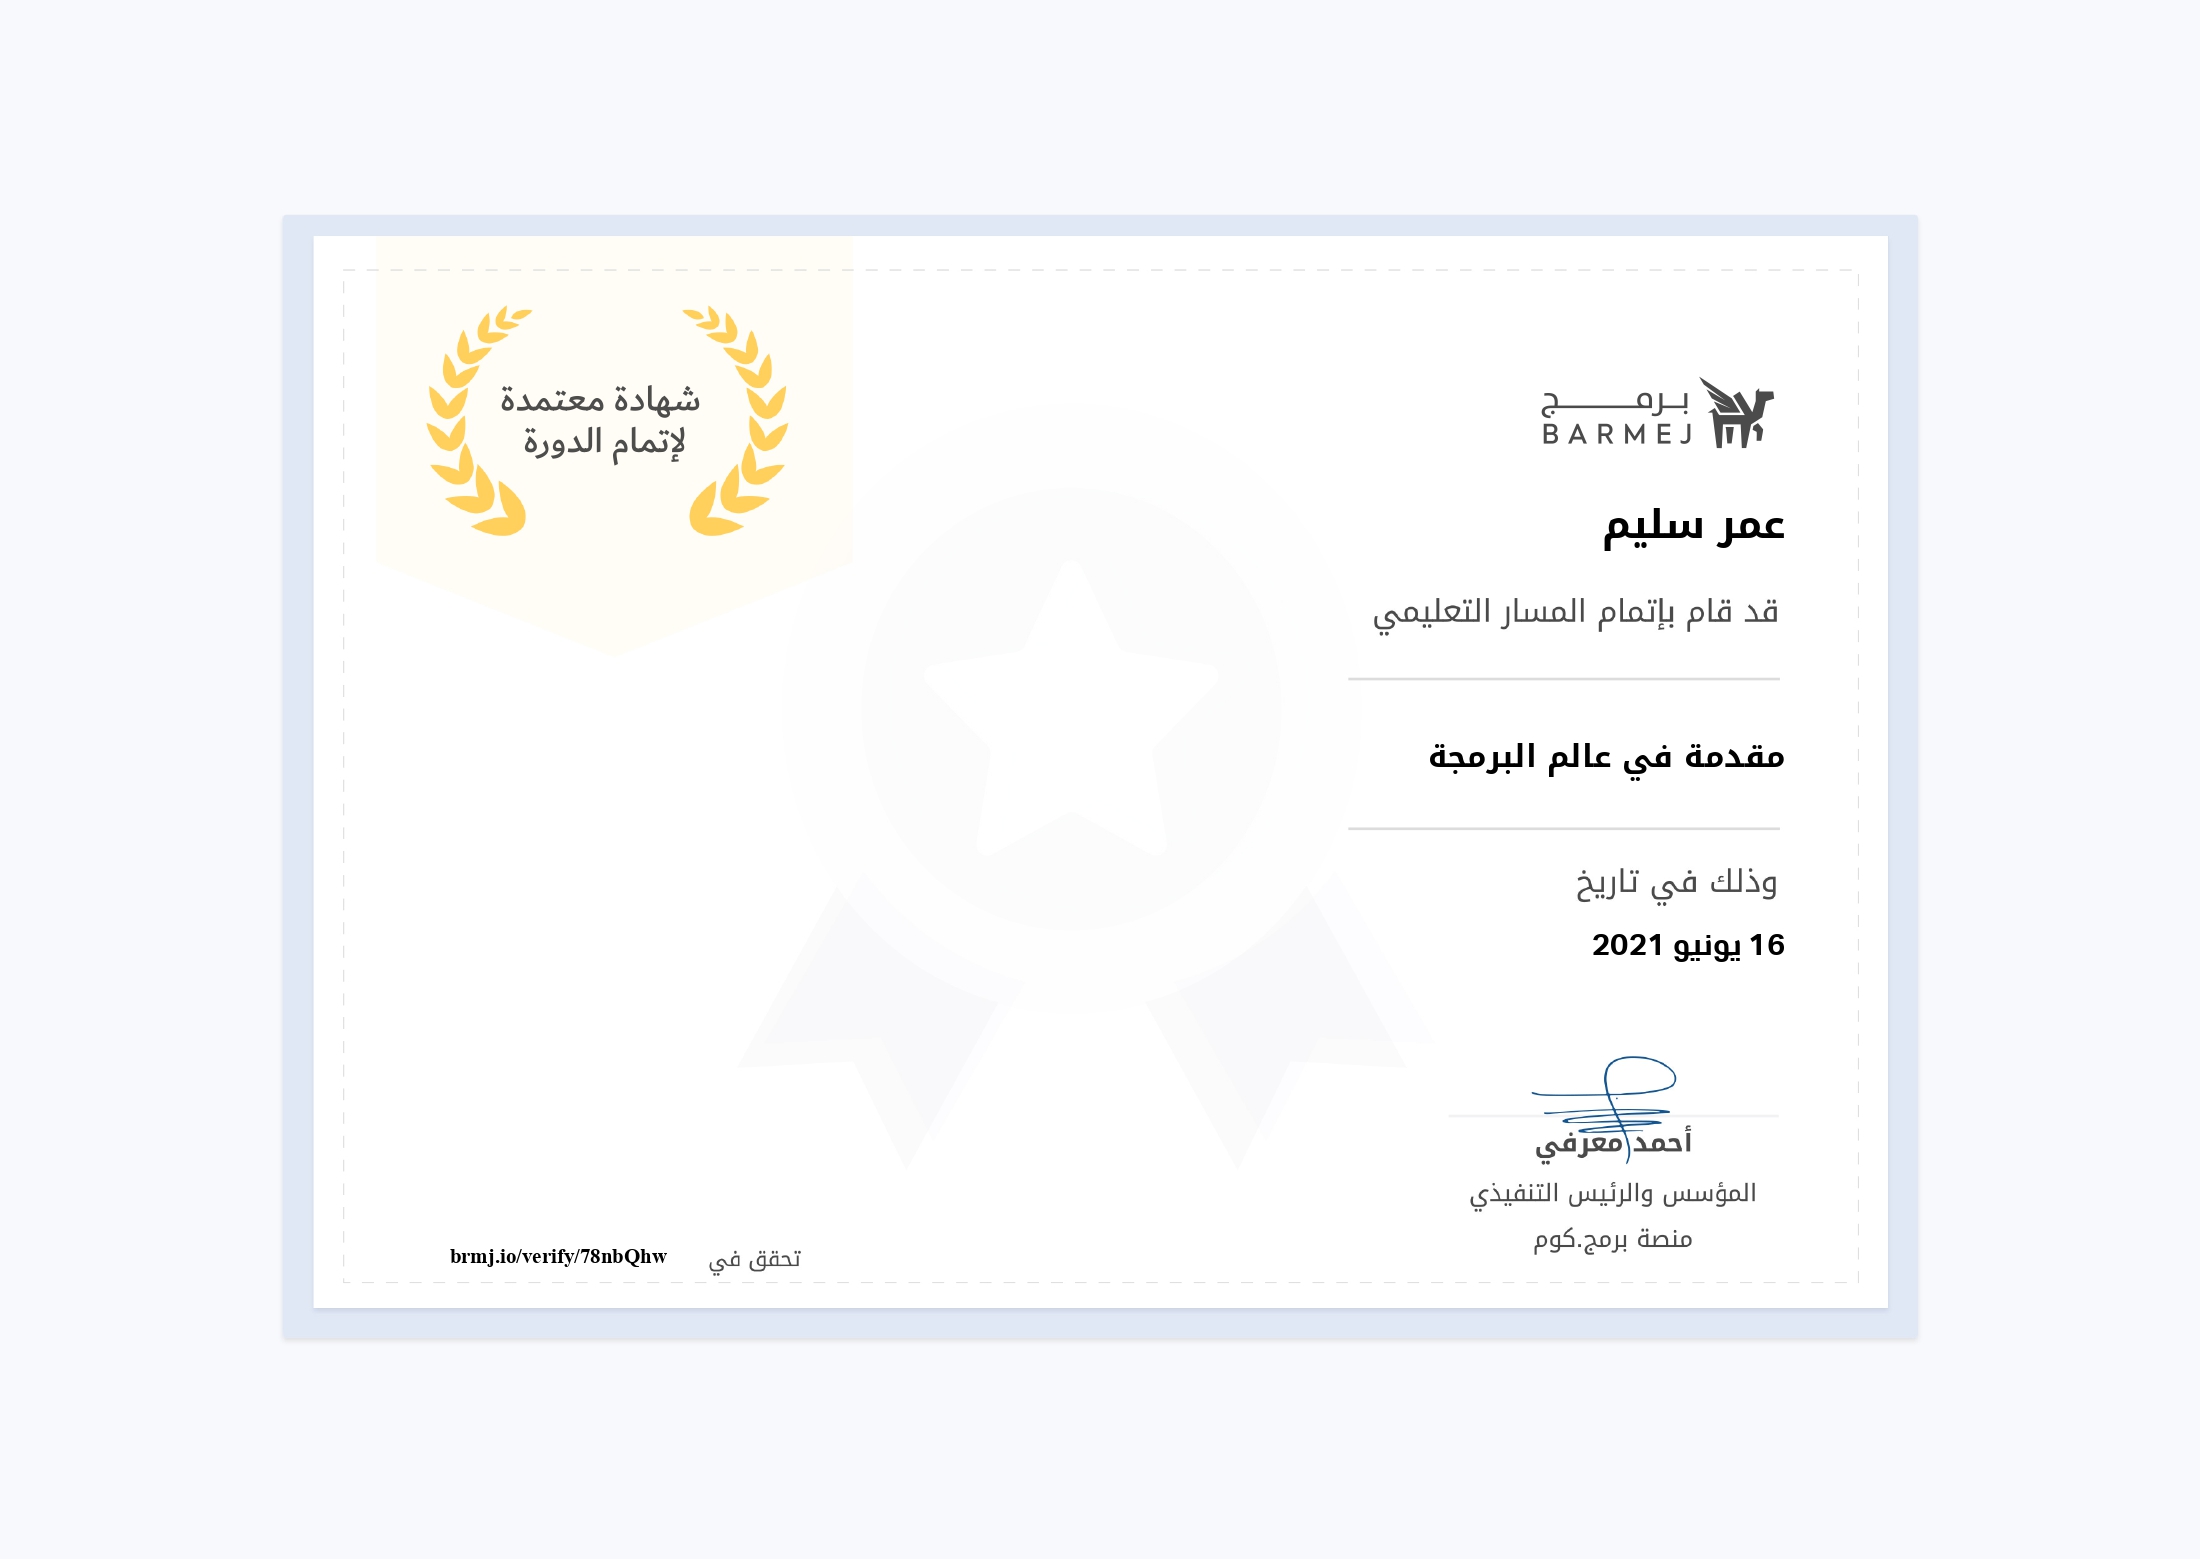 شهادة معتمدة
لإتمام الدورة
برمج
BARMEJ
عمر سليم
قد قام بإتمام المسار التعليمي
مقدمة في عالم البرمجة
وذلك في تاريخ
16 يونيو 2021
أحمد معرفي
المؤسس والرئيس التنفيذي
منصة برمج.كوم
تحقق في brmj.io/verify/78nbQhw